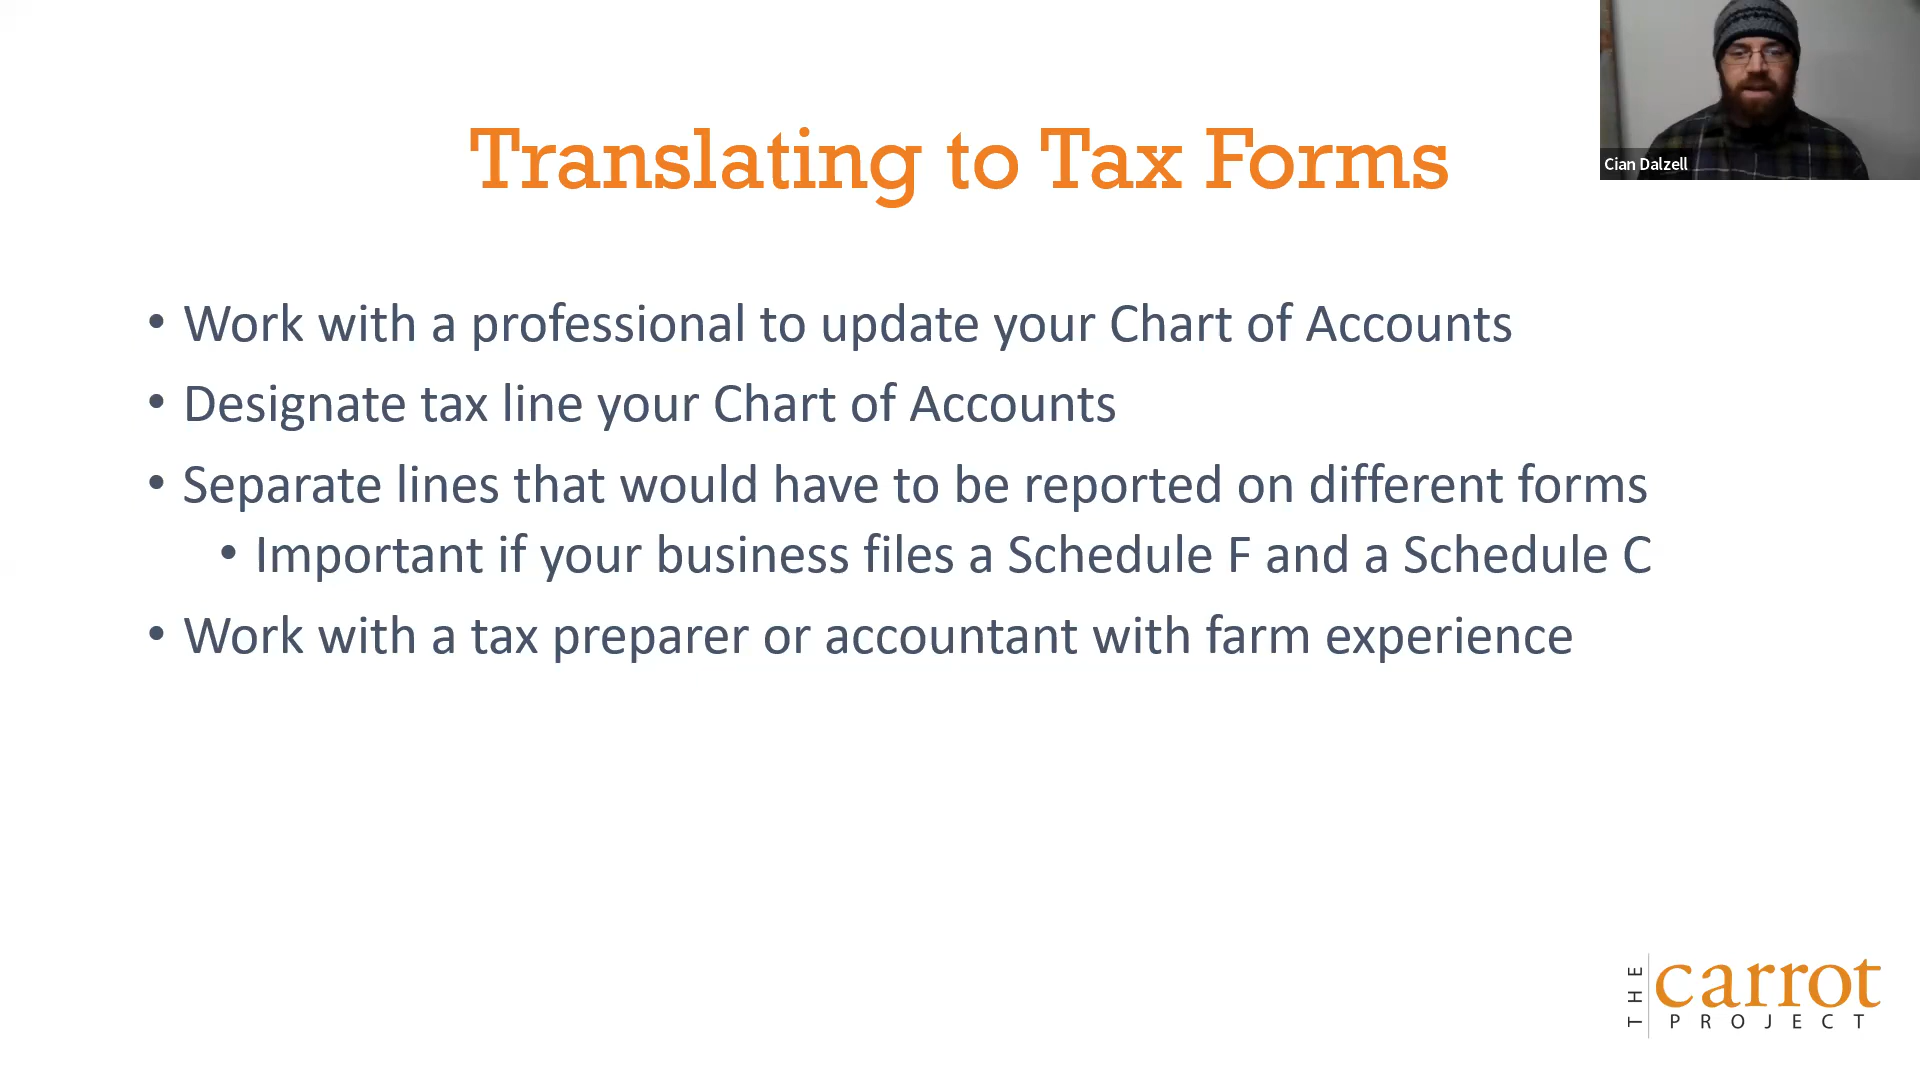 Translating to Tax Forms
Cian Dalzell
• Work with a professional to update your Chart of Accounts
• Designate tax line your Chart of Accounts
• Separate lines that would have to be reported on different forms
• Important if your business files a Schedule F and a Schedule C
• Work with a tax preparer or accountant with farm experience
THE
carrot
PROJECT